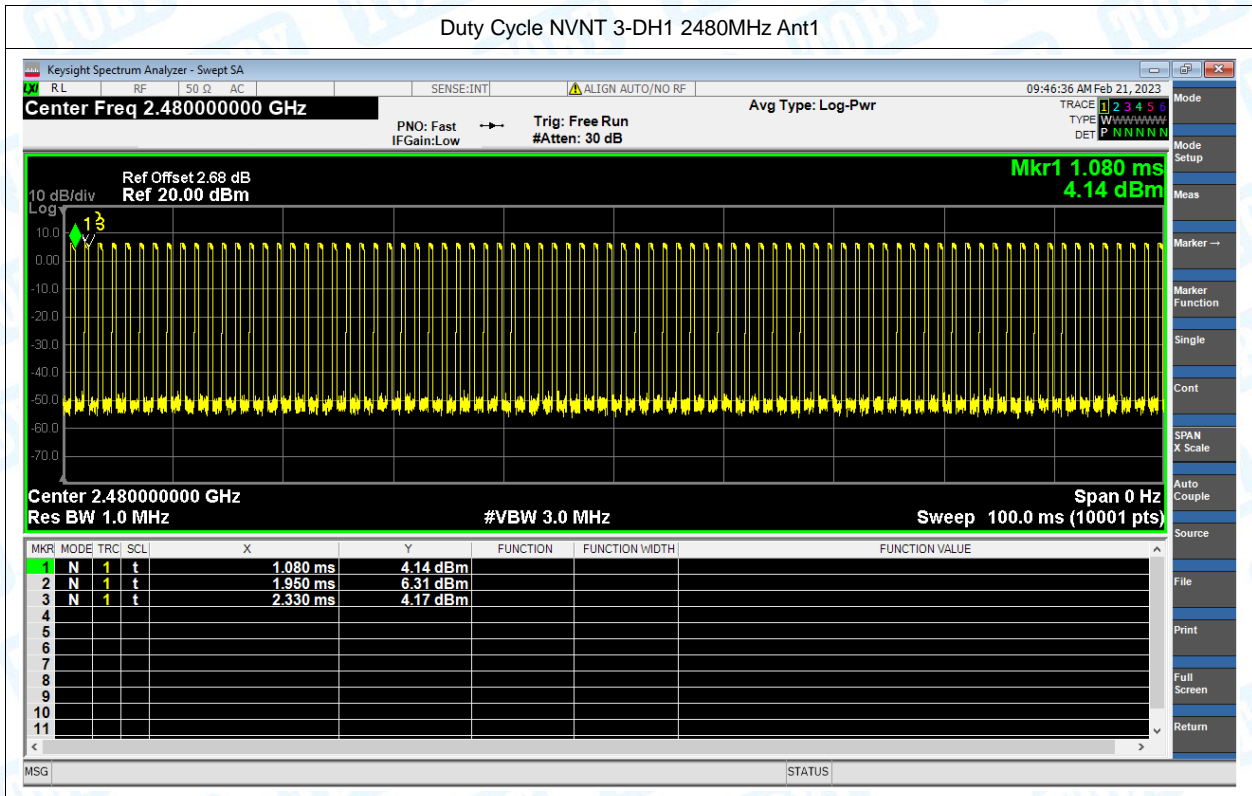 Duty Cycle NVNT 3-DH1 2480MHz Ant1
Keysight Spectrum Analyzer - Swept SA
LXI RL RF 50 Ω AC SENSE:INT ALIGN AUTO/NO RF 09:46:36 AM Feb 21, 2023
Center Freq 2.480000000 GHz
Avg Type: Log-Pwr
TRACE 1 2 3 4 5 6
TYPE WWWWWWW
DET P N N N N N
PNO: Fast
IFGain:Low
Trig: Free Run
#Atten: 30 dB
Mkr1 1.080 ms
4.14 dBm
Ref Offset 2.68 dB
10 dB/div Ref 20.00 dBm
Log
1 3
10.0
0.00
-10.0
-20.0
-30.0
-40.0
-50.0
-60.0
-70.0
Center 2.480000000 GHz Span 0 Hz
Res BW 1.0 MHz #VBW 3.0 MHz Sweep 100.0 ms (10001 pts)
MKR MODE TRC SCL X Y FUNCTION FUNCTION WIDTH FUNCTION VALUE
1 N 1 t 1.080 ms 4.14 dBm
2 N 1 t 1.950 ms 6.31 dBm
3 N 1 t 2.330 ms 4.17 dBm
4
5
6
7
8
9
10
11
MSG STATUS
Mode
Mode Setup
Meas
Marker →
Marker Function
Single
Cont
SPAN X Scale
Auto Couple
Source
File
Print
Full Screen
Return
TOBY